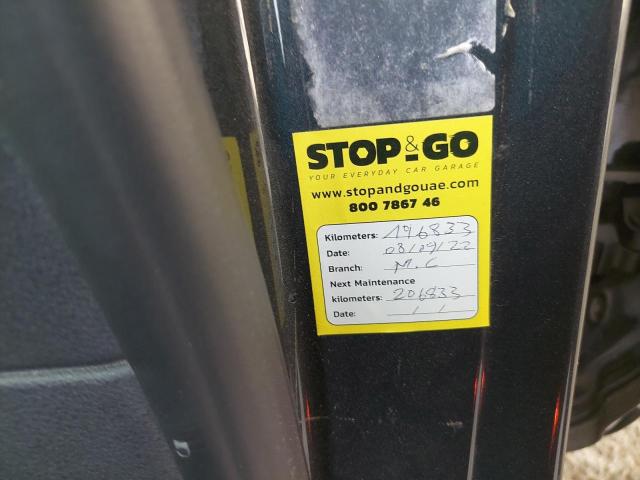 STOP & GO
YOUR EVERYDAY CAR GARAGE
www.stopandgouae.com
800 7867 46
Kilometers: 196833
Date: 03/09/22
Branch: M.C
Next Maintenance
kilometers: 206833
Date: / /